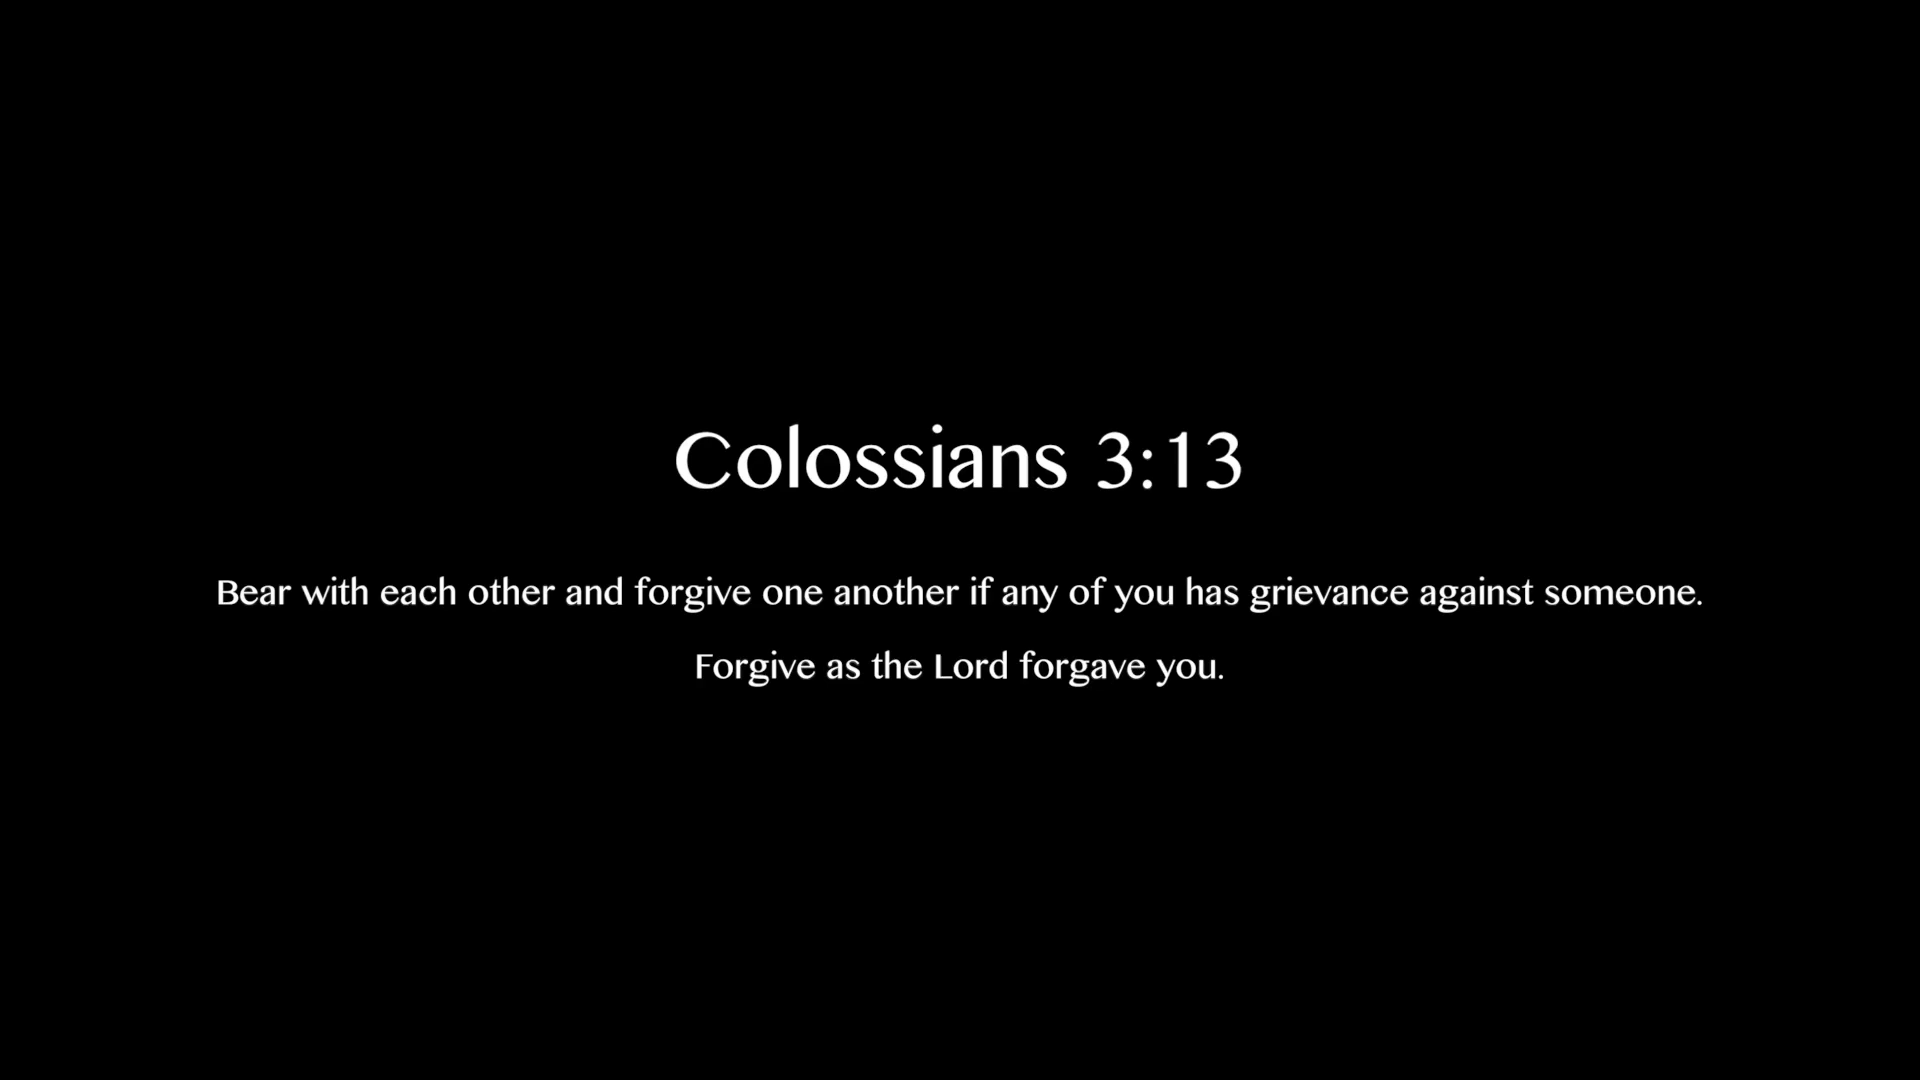 Colossians 3:13
Bear with each other and forgive one another if any of you has grievance against someone.
Forgive as the Lord forgave you.